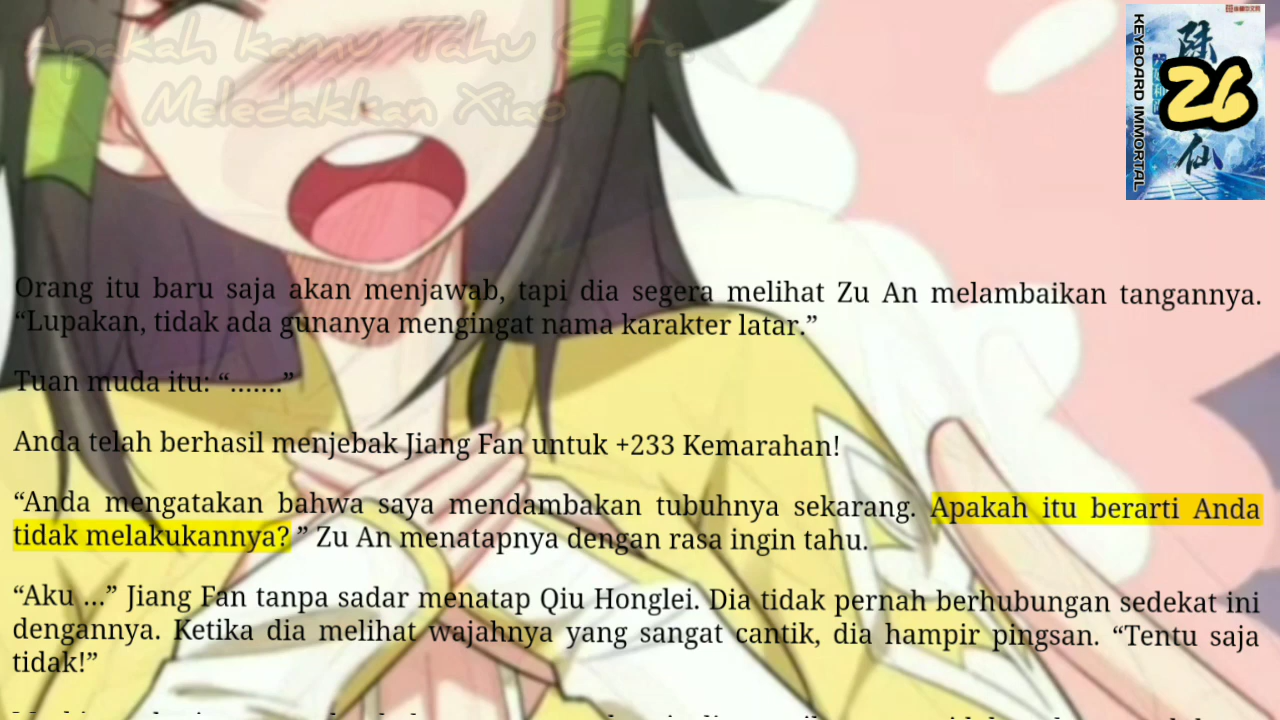 Apakah kamu Tahu Cara
Meledakkan Xiao
陆
仙
KEYBOARD IMMORTAL
26
Orang itu baru saja akan menjawab, tapi dia segera melihat Zu An melambaikan tangannya.
“Lupakan, tidak ada gunanya mengingat nama karakter latar.”
Tuan muda itu: “.......”
Anda telah berhasil menjebak Jiang Fan untuk +233 Kemarahan!
“Anda mengatakan bahwa saya mendambakan tubuhnya sekarang. Apakah itu berarti Anda
tidak melakukannya? ” Zu An menatapnya dengan rasa ingin tahu.
“Aku ...” Jiang Fan tanpa sadar menatap Qiu Honglei. Dia tidak pernah berhubungan sedekat ini
dengannya. Ketika dia melihat wajahnya yang sangat cantik, dia hampir pingsan. “Tentu saja
tidak!”